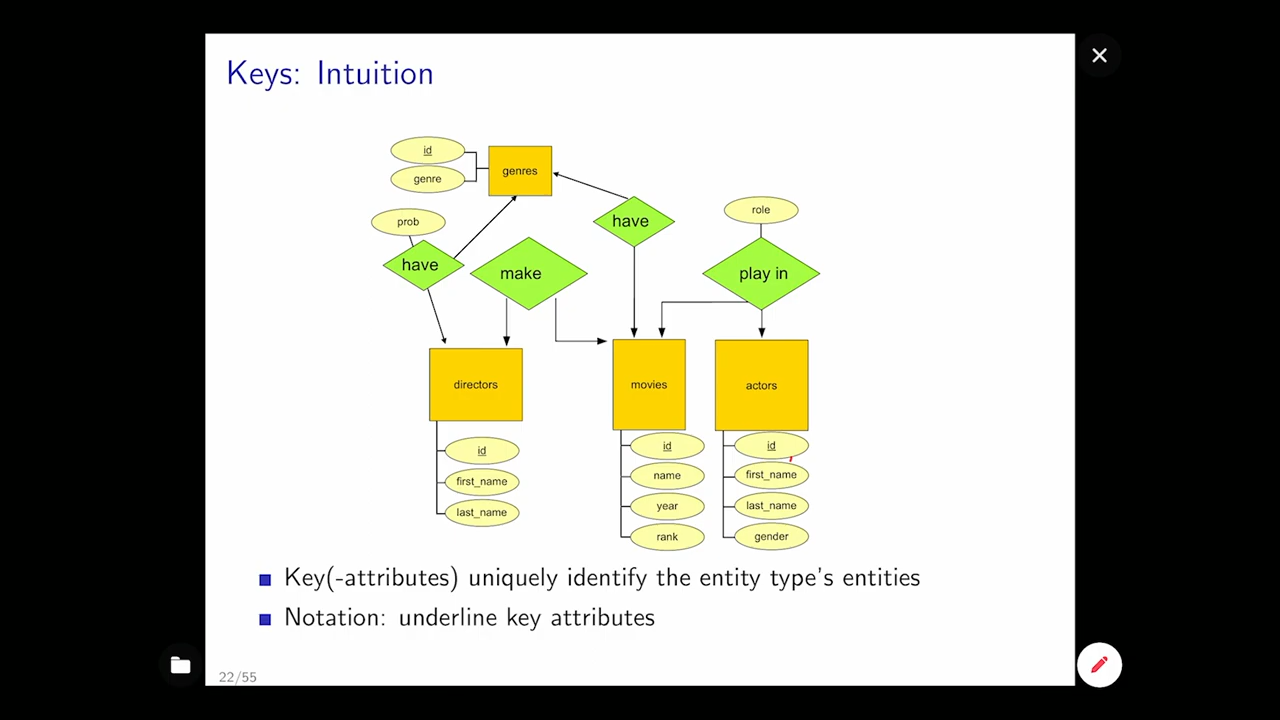 Keys: Intuition
id
genres
genre
prob
have
role
have
make
play in
directors
movies
actors
id
first_name
last_name
id
name
year
rank
id
first_name
last_name
gender
Key(-attributes) uniquely identify the entity type's entities
Notation: underline key attributes
22/55